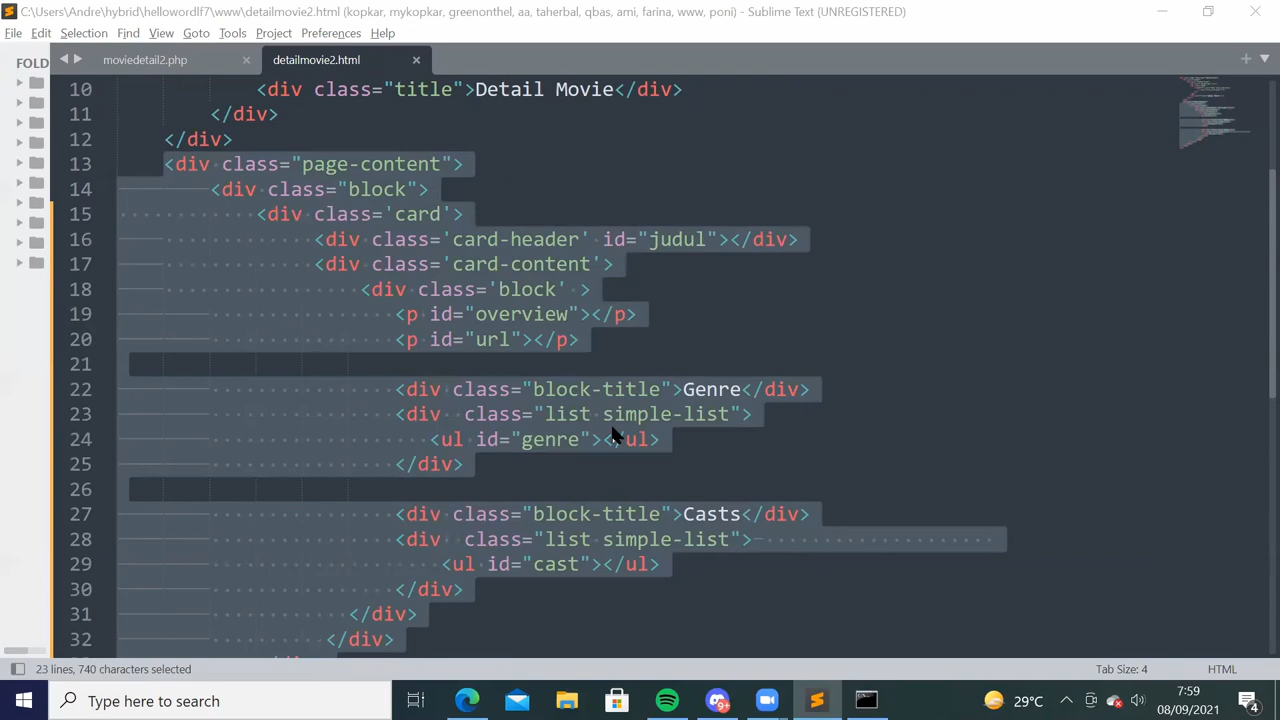 C:\Users\Andre\hybrid\hellowordlf7\www\detailmovie2.html (kopkar, mykopkar, greenonthel, aa, taherbal, qbas, ami, farina, www, poni) - Sublime Text (UNREGISTERED)
File Edit Selection Find View Goto Tools Project Preferences Help
FOLD
moviedetail2.php
detailmovie2.html
10 <div class="title">Detail Movie</div>
11 </div>
12 </div>
13 <div class="page-content">
14 <div class="block">
15 <div class='card'>
16 <div class='card-header' id="judul"></div>
17 <div class='card-content'>
18 <div class='block' >
19 <p id="overview"></p>
20 <p id="url"></p>
21
22 <div class="block-title">Genre</div>
23 <div  class="list simple-list">
24 <ul id="genre"></ul>
25 </div>
26
27 <div class="block-title">Casts</div>
28 <div  class="list simple-list">
29 <ul id="cast"></ul>
30 </div>
31 </div>
32 </div>
23 lines, 740 characters selected
Tab Size: 4
HTML
Type here to search
9+
29°C
7:59
08/09/2021
4